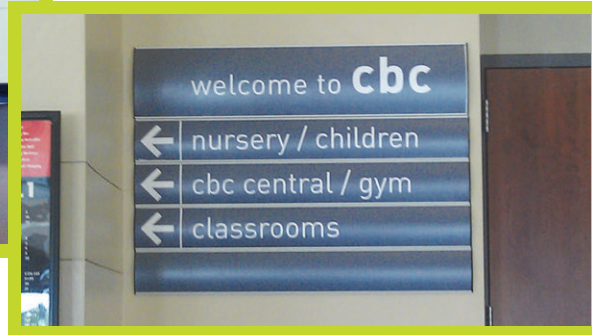 welcome to cbc
nursery / children
cbc central / gym
classrooms